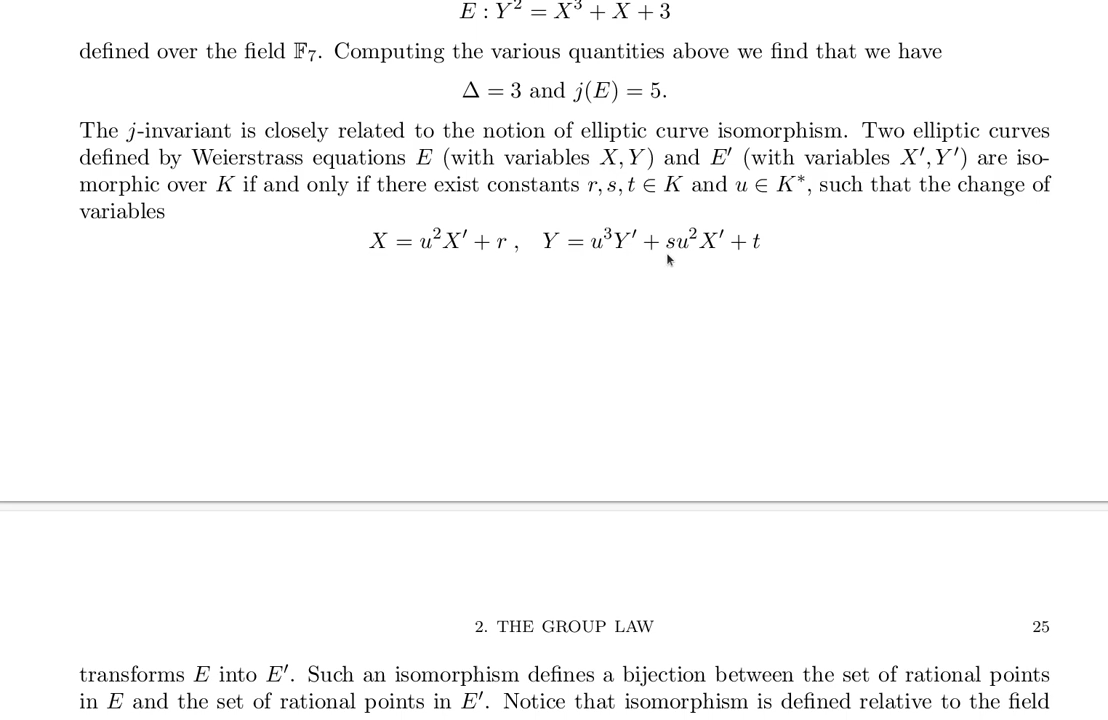 E : Y² = X³ + X + 3
defined over the field 𝔽₇. Computing the various quantities above we find that we have
Δ = 3 and j(E) = 5.
The j-invariant is closely related to the notion of elliptic curve isomorphism. Two elliptic curves
defined by Weierstrass equations E (with variables X, Y) and E′ (with variables X′, Y′) are iso-
morphic over K if and only if there exist constants r, s, t ∈ K and u ∈ K*, such that the change of
variables
X = u²X′ + r , Y = u³Y′ + su²X′ + t
2. THE GROUP LAW 25
transforms E into E′. Such an isomorphism defines a bijection between the set of rational points
in E and the set of rational points in E′. Notice that isomorphism is defined relative to the field